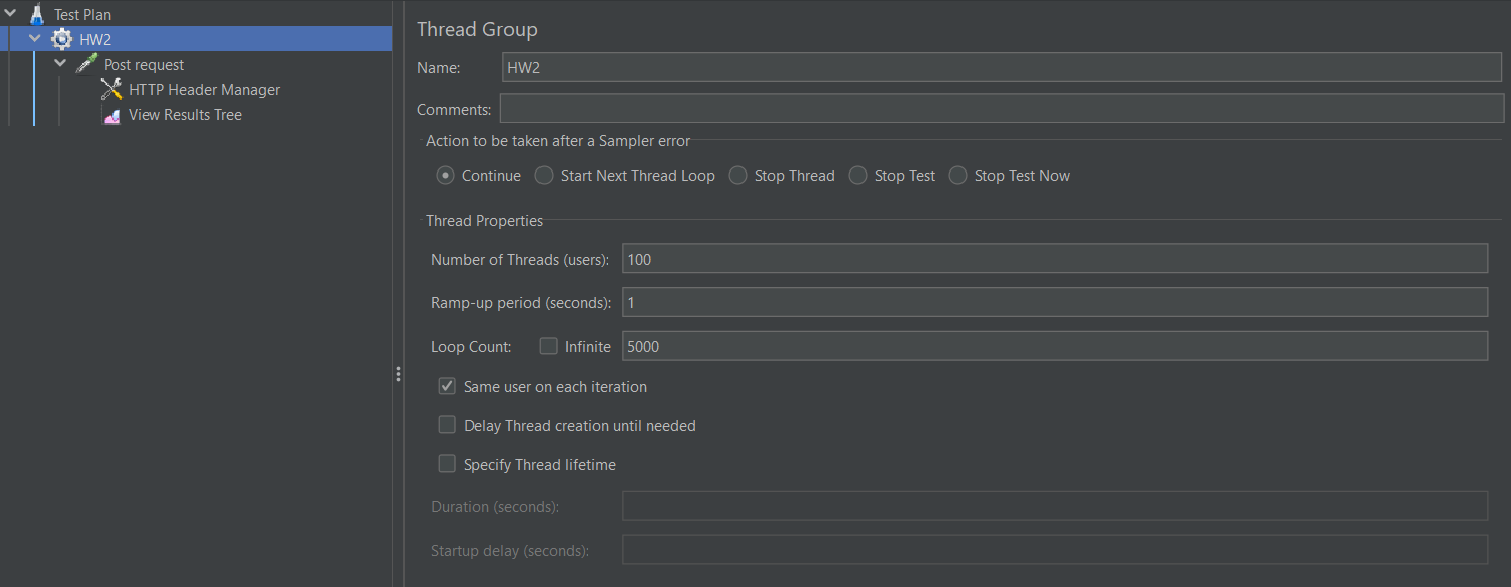 Test Plan
HW2
Post request
HTTP Header Manager
View Results Tree
Thread Group
Name: HW2
Comments:
Action to be taken after a Sampler error
Continue Start Next Thread Loop Stop Thread Stop Test Stop Test Now
Thread Properties
Number of Threads (users): 100
Ramp-up period (seconds): 1
Loop Count: Infinite 5000
Same user on each iteration
Delay Thread creation until needed
Specify Thread lifetime
Duration (seconds):
Startup delay (seconds):